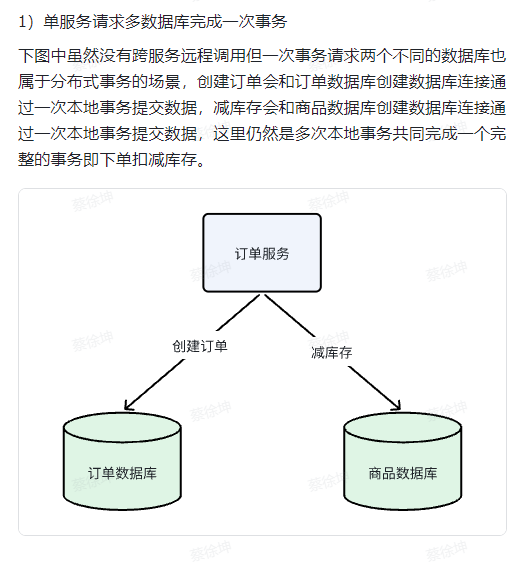 1）单服务请求多数据库完成一次事务
下图中虽然没有跨服务远程调用但一次事务请求两个不同的数据库也
属于分布式事务的场景，创建订单会和订单数据库创建数据库连接通
过一次本地事务提交数据，减库存会和商品数据库创建数据库连接通
过一次本地事务提交数据，这里仍然是多次本地事务共同完成一个完
整的事务即下单扣减库存。
蔡徐坤 蔡徐坤
订单服务
蔡徐坤 蔡徐坤
创建订单
减库存
蔡徐坤 蔡徐坤
蔡徐坤 蔡徐坤
订单数据库
商品数据库
蔡徐坤 蔡徐坤
蔡徐坤 蔡徐坤